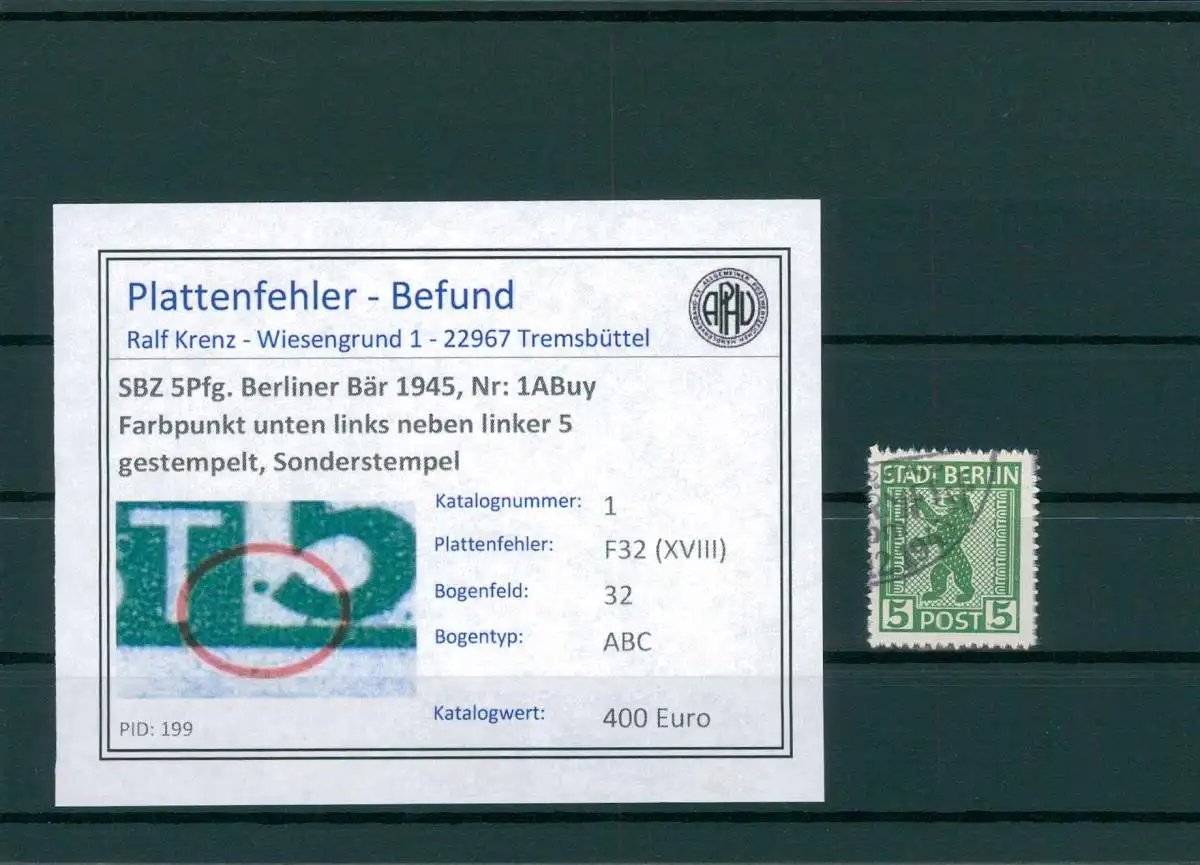 Plattenfehler - Befund
Ralf Krenz - Wiesengrund 1 - 22967 Tremsbüttel
SBZ 5Pfg. Berliner Bär 1945, Nr: 1ABuy
Farbpunkt unten links neben linker 5
gestempelt, Sonderstempel
Katalognummer: 1
Plattenfehler: F32 (XVIII)
Bogenfeld: 32
Bogentyp: ABC
Katalogwert: 400 Euro
PID: 199
APHV
STADT BERLIN
5 POST 5